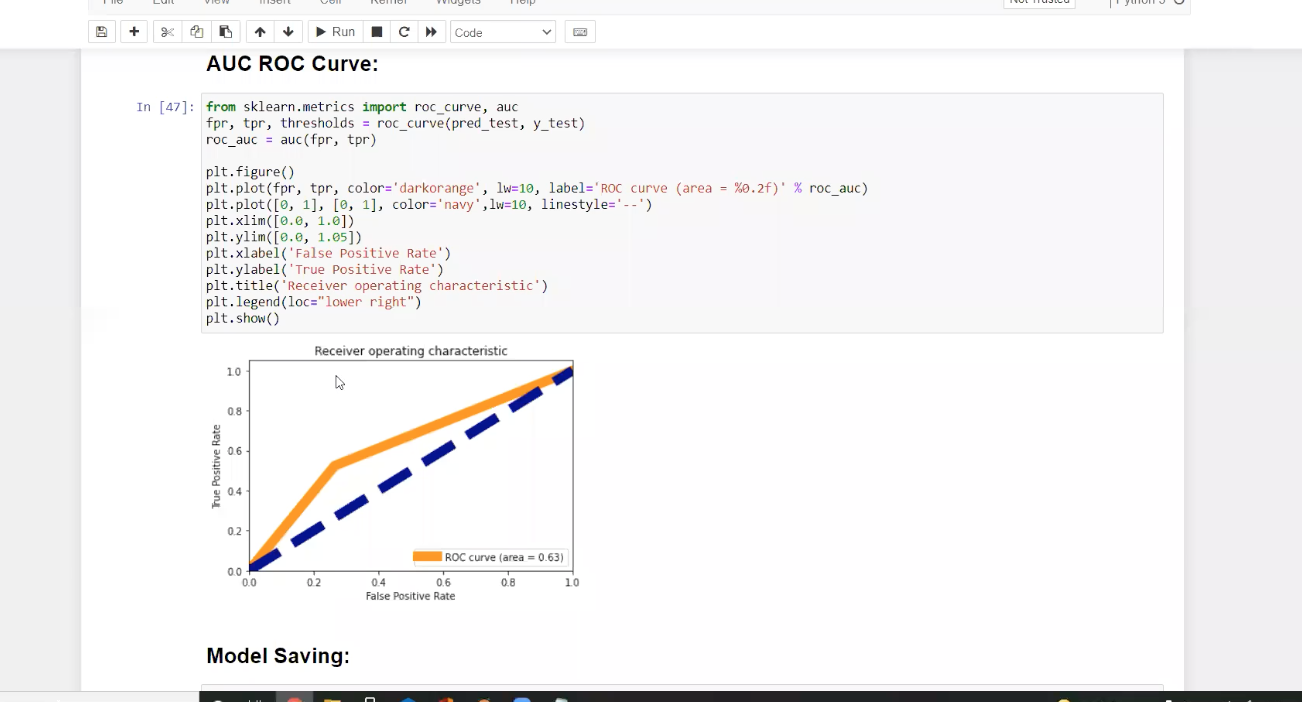 File Edit View Insert Cell Kernel Widgets Help Not Trusted Python 3
Run Code
AUC ROC Curve:
In [47]: from sklearn.metrics import roc_curve, auc
fpr, tpr, thresholds = roc_curve(pred_test, y_test)
roc_auc = auc(fpr, tpr)
plt.figure()
plt.plot(fpr, tpr, color='darkorange', lw=10, label='ROC curve (area = %0.2f)' % roc_auc)
plt.plot([0, 1], [0, 1], color='navy',lw=10, linestyle='--')
plt.xlim([0.0, 1.0])
plt.ylim([0.0, 1.05])
plt.xlabel('False Positive Rate')
plt.ylabel('True Positive Rate')
plt.title('Receiver operating characteristic')
plt.legend(loc="lower right")
plt.show()
Receiver operating characteristic
1.0
0.8
0.6
0.4
0.2
0.0
True Positive Rate
ROC curve (area = 0.63)
0.0 0.2 0.4 0.6 0.8 1.0
False Positive Rate
Model Saving: